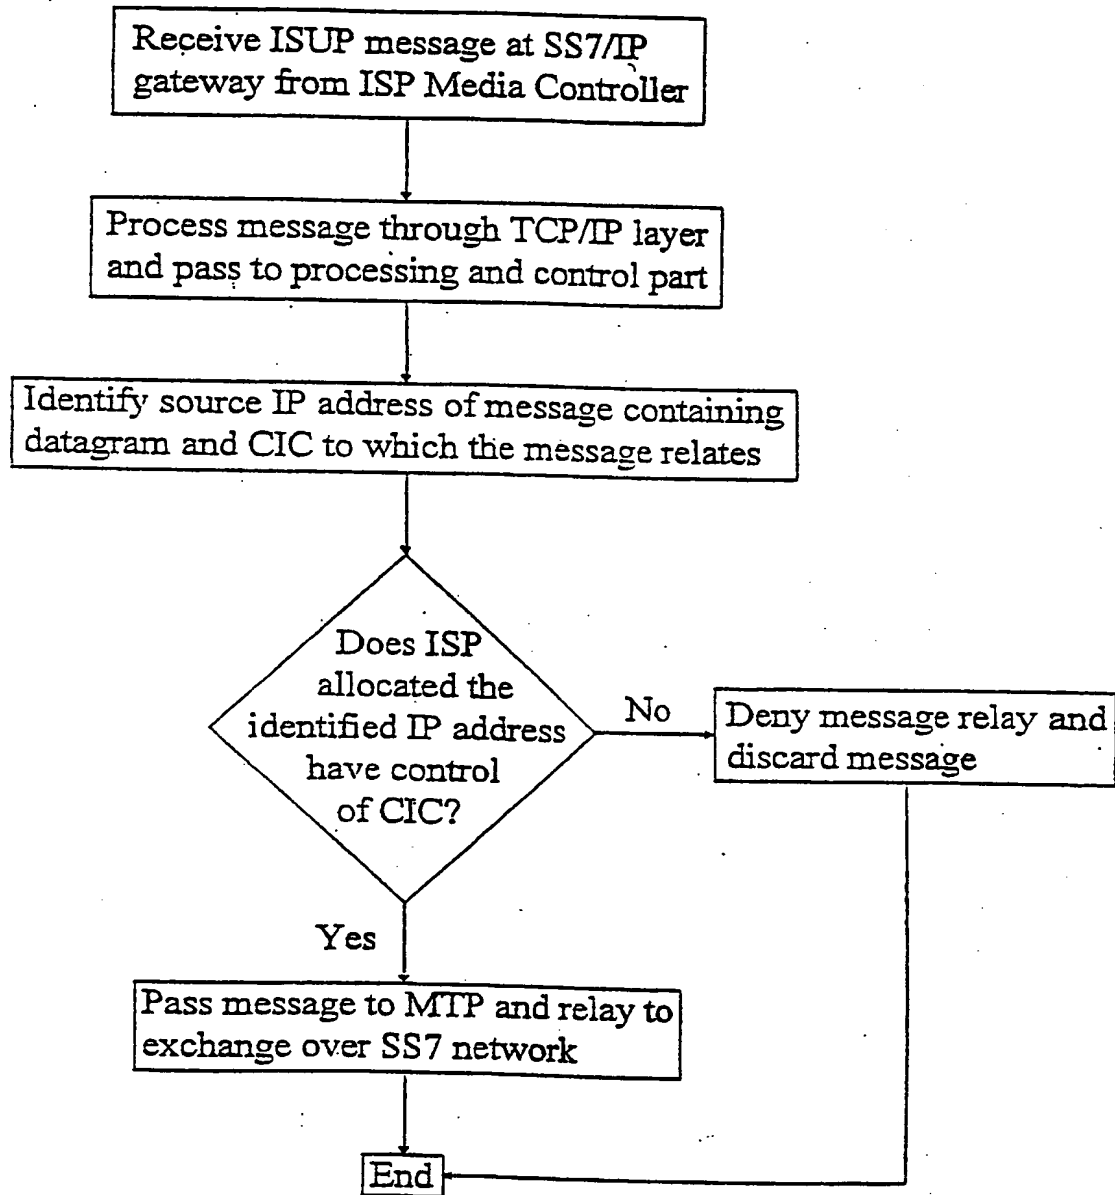 Receive ISUP message at SS7/IP
gateway from ISP Media Controller
Process message through TCP/IP layer
and pass to processing and control part
Identify source IP address of message containing
datagram and CIC to which the message relates
Does ISP
allocated the
identified IP address
have control
of CIC?
No
Deny message relay and
discard message
Yes
Pass message to MTP and relay to
exchange over SS7 network
End